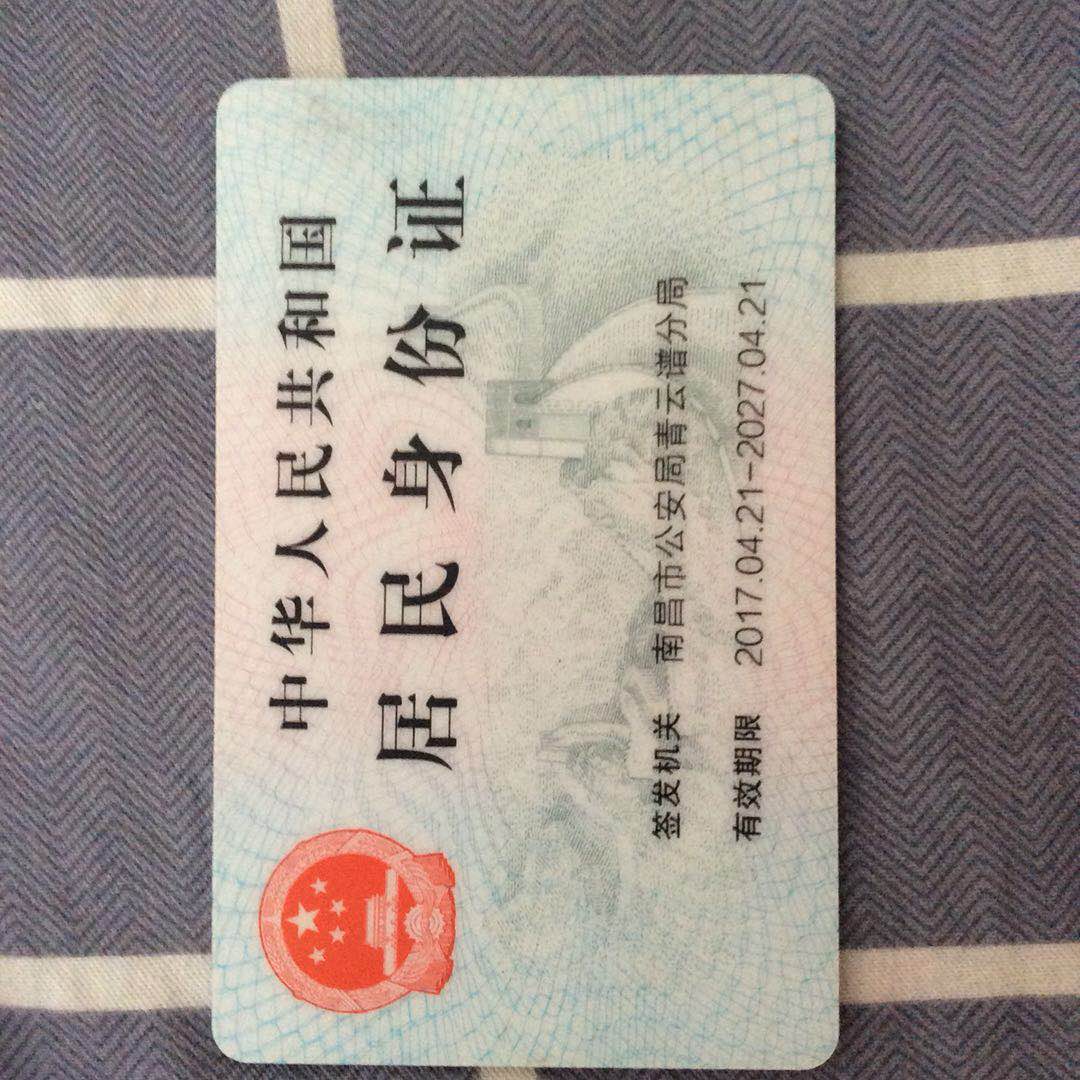 中华人民共和国
居民身份证
签发机关 南昌市公安局青云谱分局
有效期限 2017.04.21-2027.04.21